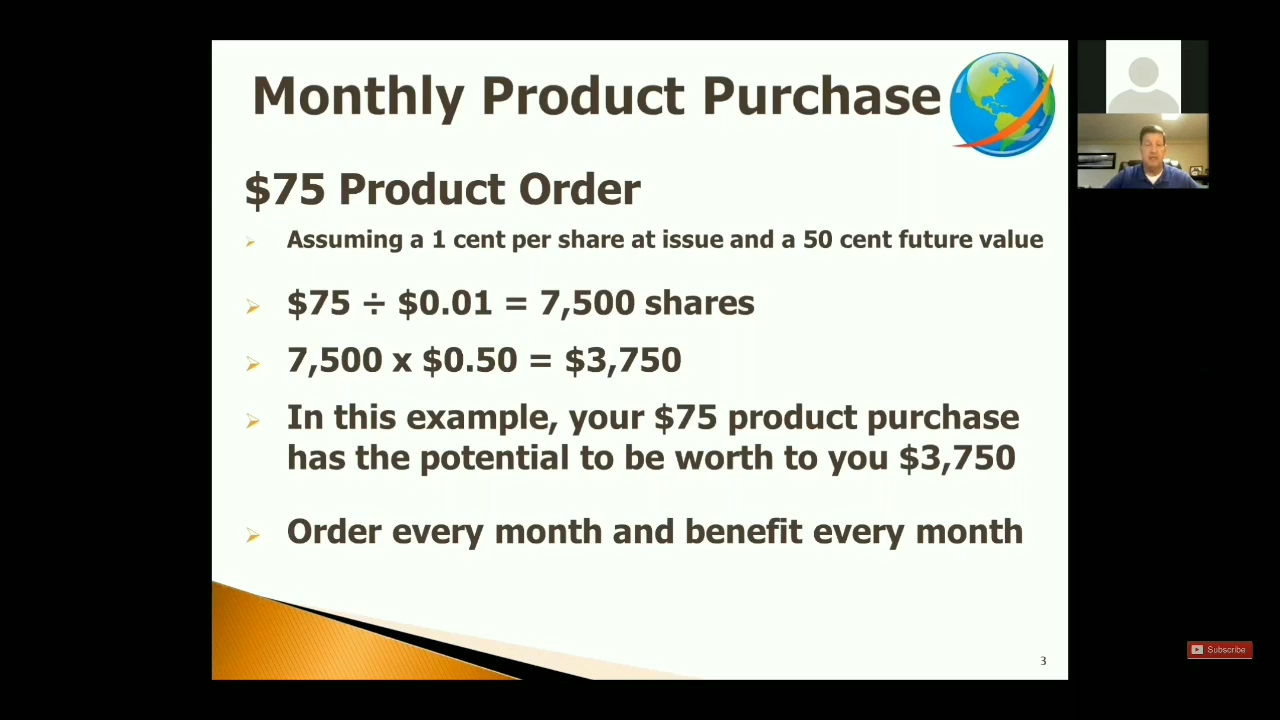 Monthly Product Purchase
$75 Product Order
Assuming a 1 cent per share at issue and a 50 cent future value
$75 ÷ $0.01 = 7,500 shares
7,500 x $0.50 = $3,750
In this example, your $75 product purchase
has the potential to be worth to you $3,750
Order every month and benefit every month
3
Subscribe